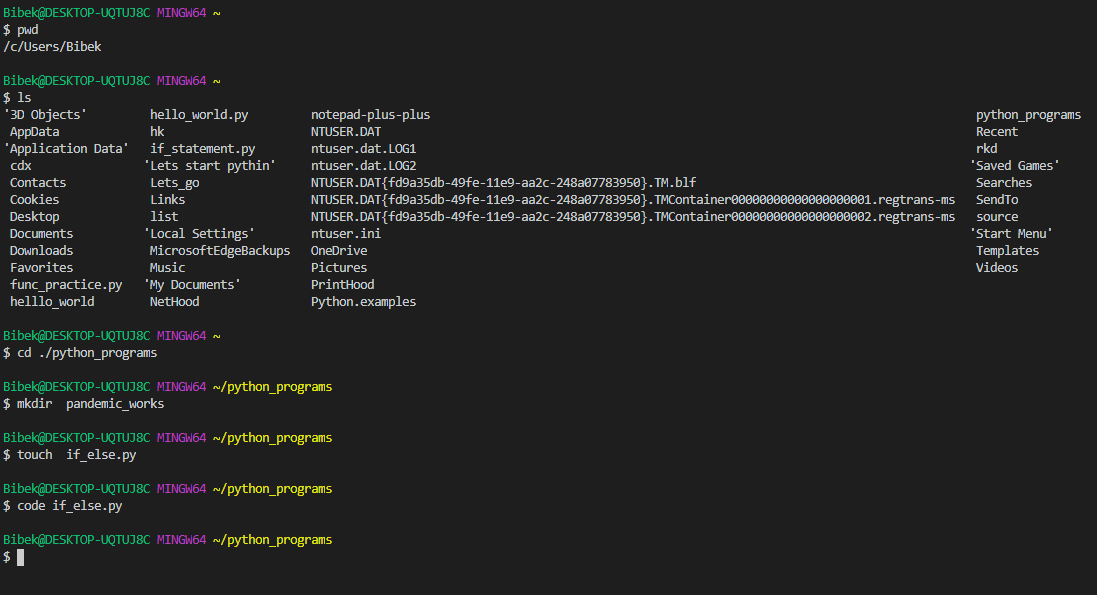 Bibek@DESKTOP-UQTUJ8C MINGW64 ~
$ pwd
/c/Users/Bibek

Bibek@DESKTOP-UQTUJ8C MINGW64 ~
$ ls
'3D Objects'         hello_world.py         notepad-plus-plus                                                                              python_programs
 AppData             hk                     NTUSER.DAT                                                                                     Recent
'Application Data'   if_statement.py        ntuser.dat.LOG1                                                                                rkd
 cdx                'Lets start pythin'     ntuser.dat.LOG2                                                                               'Saved Games'
 Contacts            Lets_go                NTUSER.DAT{fd9a35db-49fe-11e9-aa2c-248a07783950}.TM.blf                                        Searches
 Cookies             Links                  NTUSER.DAT{fd9a35db-49fe-11e9-aa2c-248a07783950}.TMContainer00000000000000000001.regtrans-ms   SendTo
 Desktop             list                   NTUSER.DAT{fd9a35db-49fe-11e9-aa2c-248a07783950}.TMContainer00000000000000000002.regtrans-ms   source
 Documents          'Local Settings'        ntuser.ini                                                                                    'Start Menu'
 Downloads           MicrosoftEdgeBackups   OneDrive                                                                                       Templates
 Favorites           Music                  Pictures                                                                                       Videos
 func_practice.py   'My Documents'          PrintHood
 helllo_world        NetHood                Python.examples

Bibek@DESKTOP-UQTUJ8C MINGW64 ~
$ cd ./python_programs

Bibek@DESKTOP-UQTUJ8C MINGW64 ~/python_programs
$ mkdir  pandemic_works

Bibek@DESKTOP-UQTUJ8C MINGW64 ~/python_programs
$ touch  if_else.py

Bibek@DESKTOP-UQTUJ8C MINGW64 ~/python_programs
$ code if_else.py

Bibek@DESKTOP-UQTUJ8C MINGW64 ~/python_programs
$